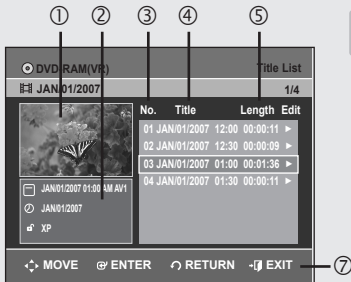 ① ② ③ ④ ⑤
DVD-RAM(VR) Title List
JAN/01/2007 1/4
No. Title Length Edit
01 JAN/01/2007 12:00 00:00:11 ►
02 JAN/01/2007 12:30 00:00:09 ►
03 JAN/01/2007 01:00 00:01:36 ►
04 JAN/01/2007 01:30 00:00:11 ►
JAN/01/2007 01:00 AM AV1
JAN/01/2007
XP
MOVE ENTER RETURN EXIT ⑦